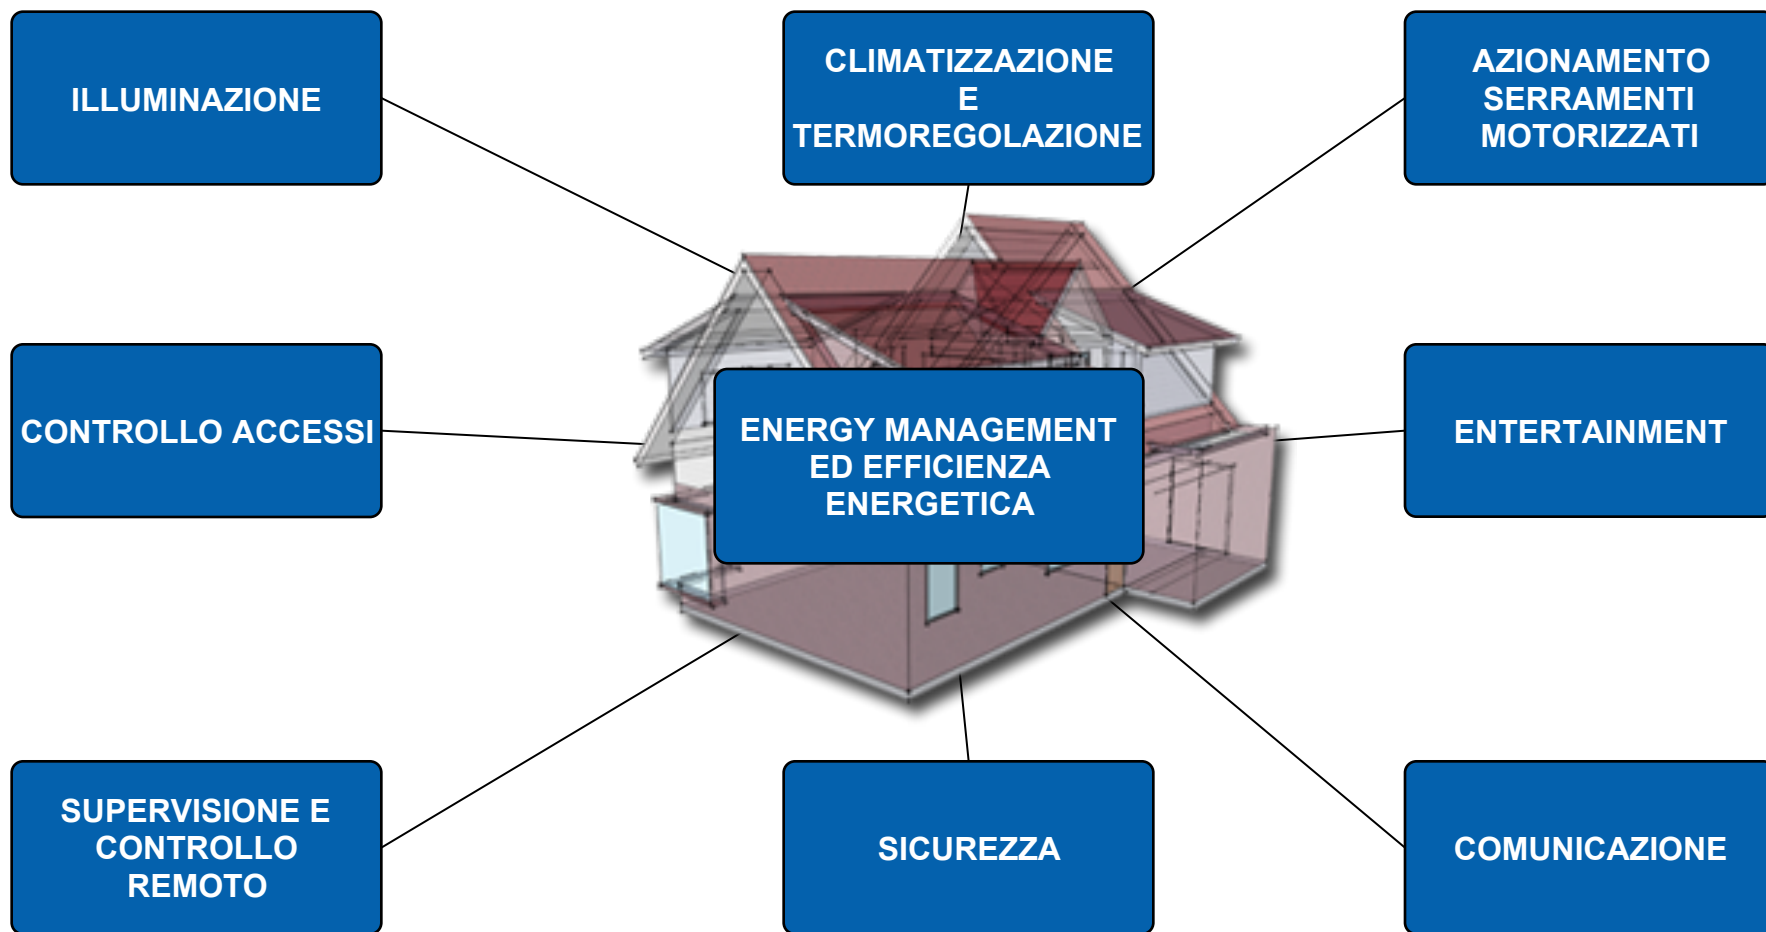 ILLUMINAZIONE
CLIMATIZZAZIONE
E
TERMOREGOLAZIONE
AZIONAMENTO
SERRAMENTI
MOTORIZZATI
CONTROLLO ACCESSI
ENERGY MANAGEMENT
ED EFFICIENZA
ENERGETICA
ENTERTAINMENT
SUPERVISIONE E
CONTROLLO
REMOTO
SICUREZZA
COMUNICAZIONE